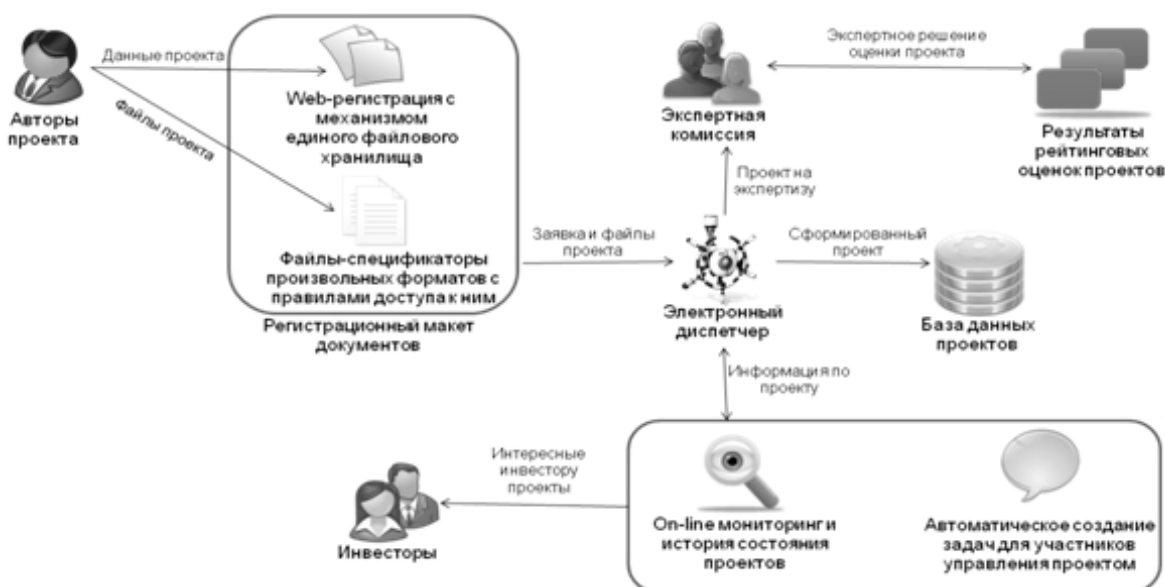 Авторы
проекта
Данные проекта
Файлы проекта
Web-регистрация с
механизмом
единого файлового
хранилища
Файлы-спецификаторы
произвольных форматов с
правилами доступа к ним
Регистрационный макет
документов
Заявка и файлы
проекта
Экспертная
комиссия
Экспертное решение
оценки проекта
Результаты
рейтинговых
оценок проектов
Проект на
экспертизу
Электронный
диспетчер
Сформированный
проект
База данных
проектов
Информация по
проекту
Интересные
инвестору
проекты
Инвесторы
On-line мониторинг и
история состояния
проектов
Автоматическое создание
задач для участников
управления проектом